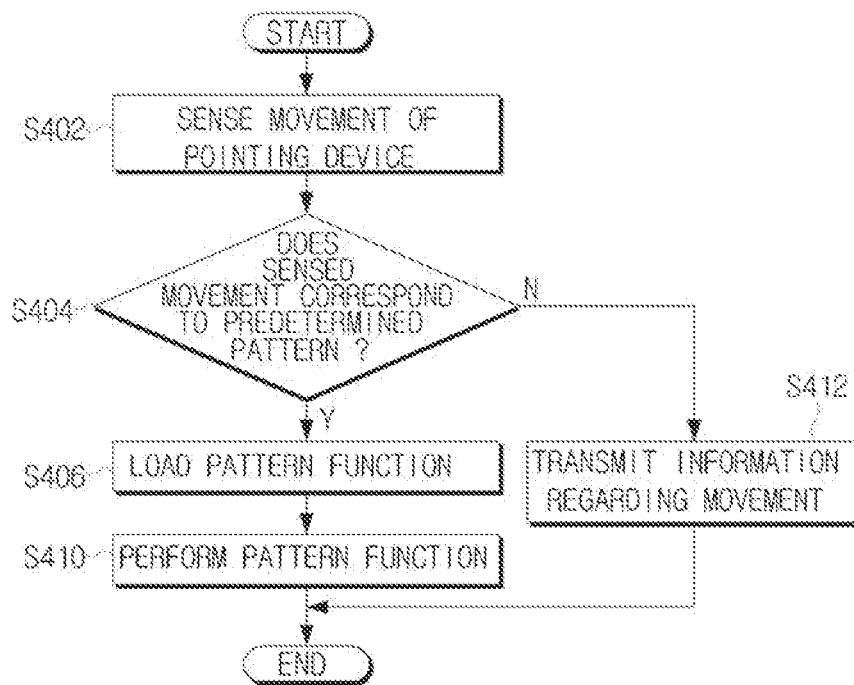 START
S402
SENSE MOVEMENT OF
POINTING DEVICE
DOES
SENSED
MOVEMENT CORRESPOND
TO PREDETERMINED
PATTERN ?
S404
N
Y
S412
S406
LOAD PATTERN FUNCTION
TRANSMIT INFORMATION
REGARDING MOVEMENT
S410
PERFORM PATTERN FUNCTION
END